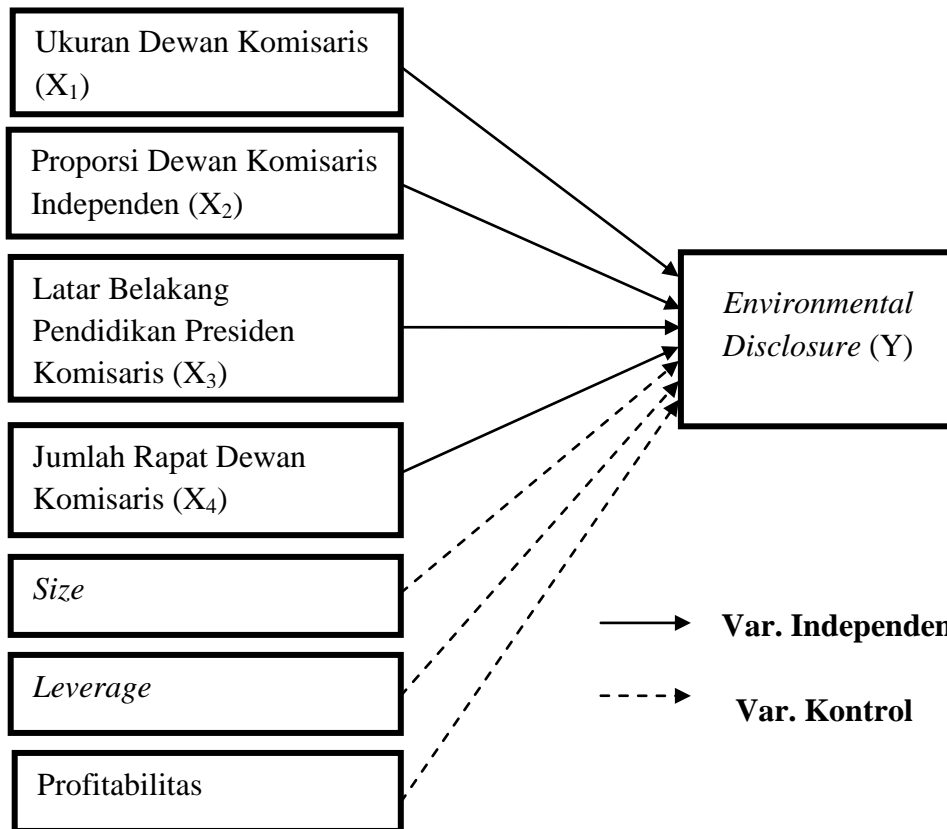 Ukuran Dewan Komisaris
(X1)
Proporsi Dewan Komisaris
Independen (X2)
Latar Belakang
Pendidikan Presiden
Komisaris (X3)
Jumlah Rapat Dewan
Komisaris (X4)
Size
Leverage
Profitabilitas
Environmental
Disclosure (Y)
Var. Independen
Var. Kontrol